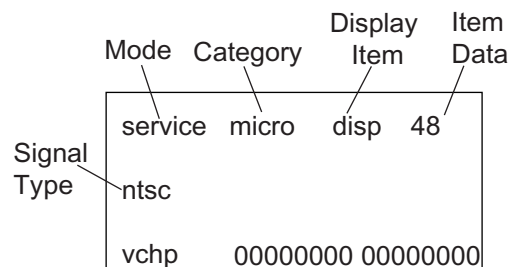 Display Item
Mode Category Item Data
service micro disp 48
Signal
Type
ntsc
vchp 00000000 00000000